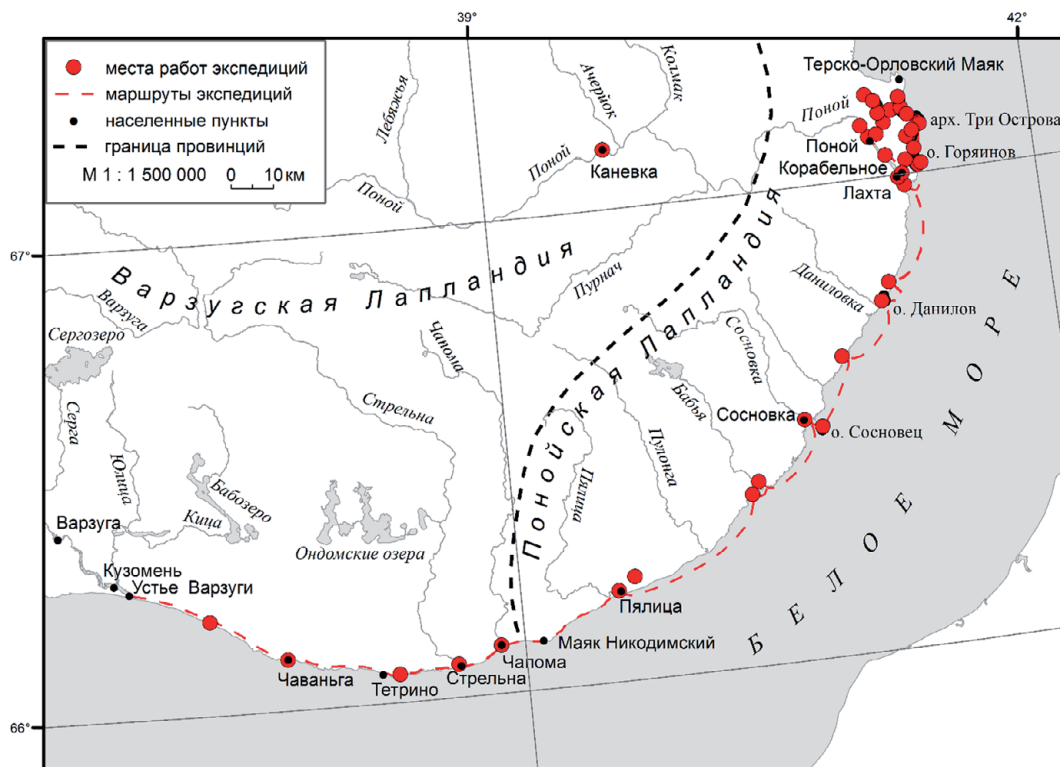 39°
42°
места работ экспедиций
маршруты экспедиций
населенные пункты
граница провинций
М 1 : 1 500 000 0 10 км
Лебяжья
Ачерйок
Колмак
Терско-Орловский Маяк
Поной
арх. Три Острова
Поной
о. Горяинов
Корабельное
Лахта
Поной
Каневка
Поной
67°
Варзугская Лапландия
Понойская Лапландия
Варзуга
Сергозеро
Пурнач
Чапома
Даниловка
о. Данилов
Сосновка
Стрельна
Бабья
Сосновка
о. Сосновец
Серга
Юлица
Бабозеро
Кица
Пулонга
Пялица
Варзуга
Ондомские озера
Кузомень
Устье Варзуги
Пялица
Маяк Никодимский
Чапома
Стрельна
Чаваньга
Тетрино
66°
БЕЛОЕ МОРЕ